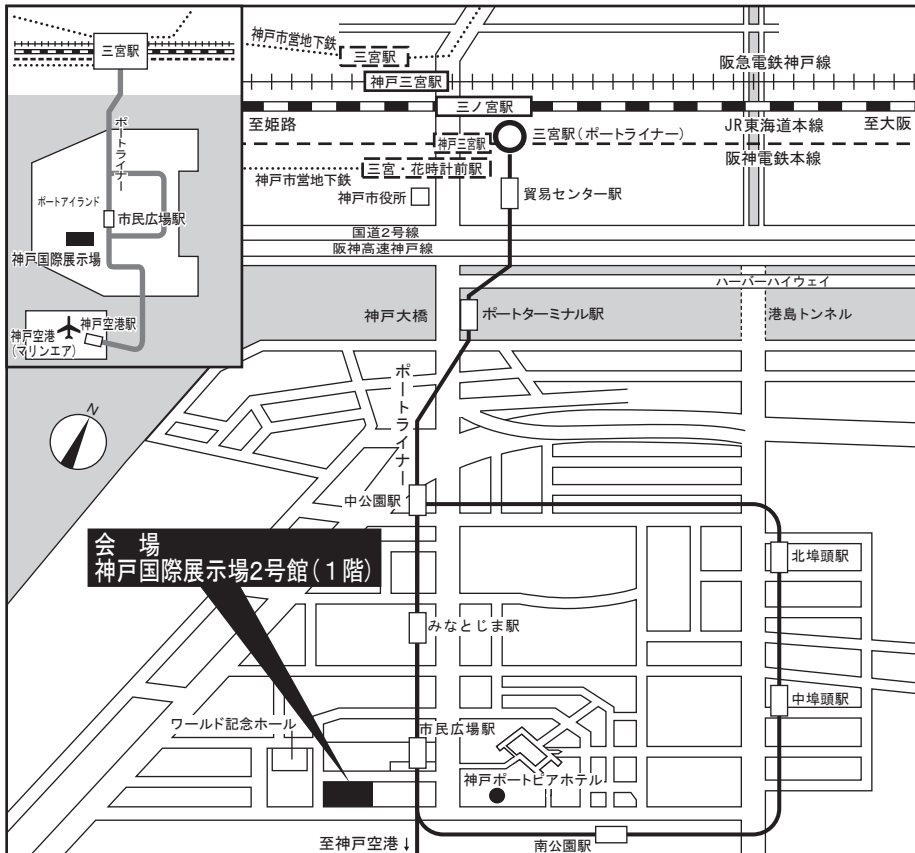 三宮駅
ポートライナー
ポートアイランド
市民広場駅
神戸国際展示場
神戸空港駅
神戸空港
(マリンエア)
神戸市営地下鉄
三宮駅
神戸三宮駅
阪急電鉄神戸線
三ノ宮駅
至姫路
JR東海道本線
至大阪
神戸三宮駅
三宮駅(ポートライナー)
阪神電鉄本線
神戸市営地下鉄
三宮・花時計前駅
神戸市役所
貿易センター駅
国道2号線
阪神高速神戸線
ハーバーハイウェイ
神戸大橋
ポートターミナル駅
港島トンネル
ポートライナー
N
中公園駅
会 場
神戸国際展示場2号館(1階)
北埠頭駅
みなとじま駅
中埠頭駅
ワールド記念ホール
市民広場駅
神戸ポートピアホテル
至神戸空港↓
南公園駅